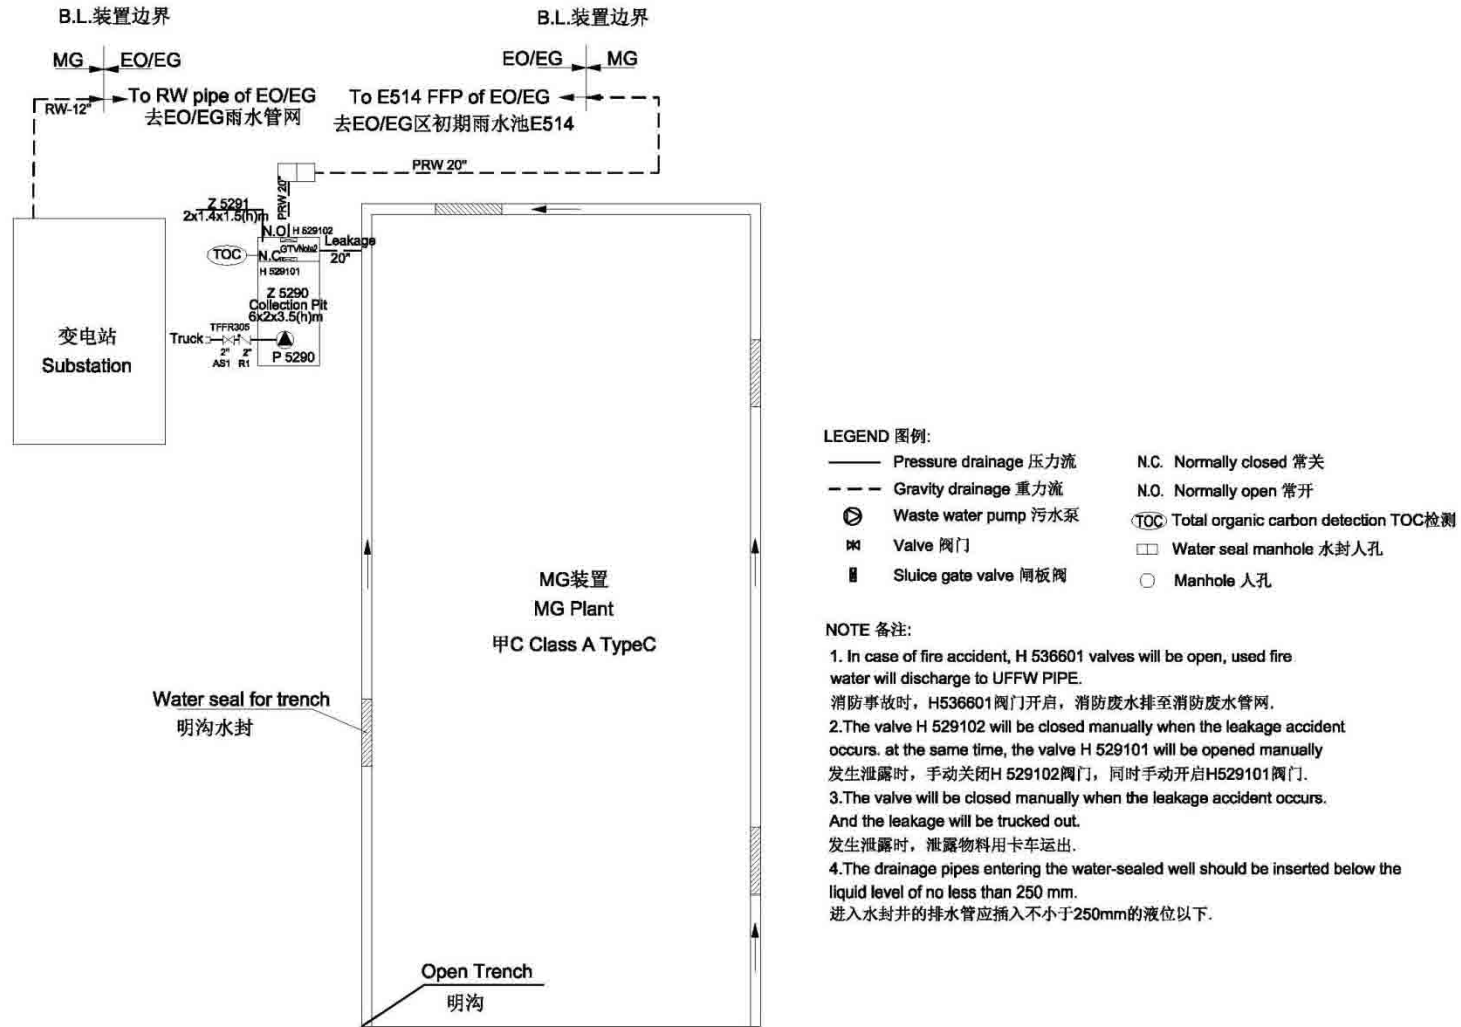 B.L.装置边界
B.L.装置边界
MG
EO/EG
EO/EG
MG
RW-12"
To RW pipe of EO/EG
去EO/EG雨水管网
To E514 FFP of EO/EG
去EO/EG区初期雨水池E514
PRW 20"
PRW 20"
Z 5291
2x1.4x1.5(h)m
N.O
H 529102
Leakage
20"
TOC
N.C
GTVNote2
H 529101
Z 5290
Collection Pit
6x2x3.5(h)m
TFFR305
Truck
2"
2"
AS1
R1
P 5290
变电站
Substation
MG装置
MG Plant
甲C Class A TypeC
Water seal for trench
明沟水封
Open Trench
明沟
LEGEND 图例:
Pressure drainage 压力流
N.C. Normally closed 常关
Gravity drainage 重力流
N.O. Normally open 常开
Waste water pump 污水泵
TOC Total organic carbon detection TOC检测
Valve 阀门
Water seal manhole 水封人孔
Sluice gate valve 闸板阀
Manhole 人孔
NOTE 备注:
1. In case of fire accident, H 536601 valves will be open, used fire
water will discharge to UFFW PIPE.
消防事故时，H536601阀门开启，消防废水排至消防废水管网.
2.The valve H 529102 will be closed manually when the leakage accident
occurs. at the same time, the valve H 529101 will be opened manually
发生泄露时，手动关闭H 529102阀门，同时手动开启H529101阀门.
3.The valve will be closed manually when the leakage accident occurs.
And the leakage will be trucked out.
发生泄露时，泄露物料用卡车运出.
4.The drainage pipes entering the water-sealed well should be inserted below the
liquid level of no less than 250 mm.
进入水封井的排水管应插入不小于250mm的液位以下.